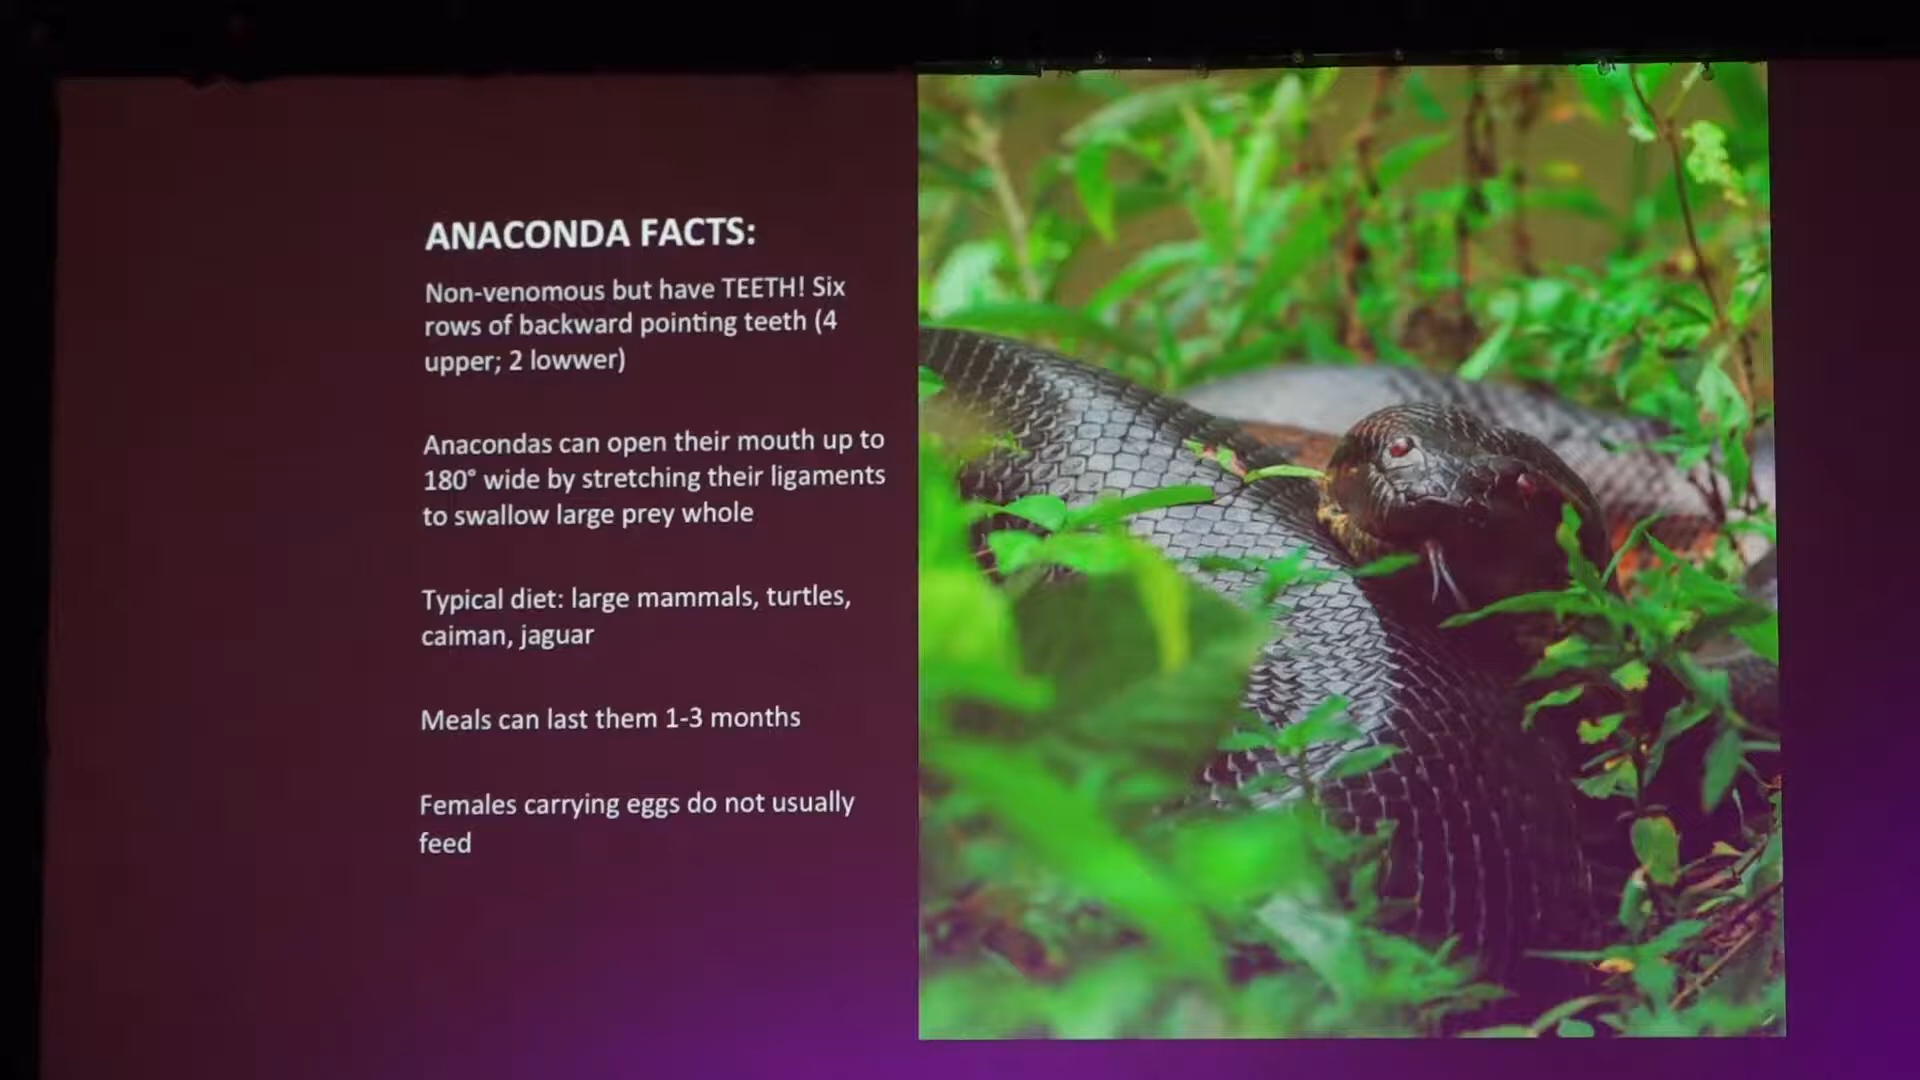 ANACONDA FACTS:
Non-venomous but have TEETH! Six
rows of backward pointing teeth (4
upper; 2 lowwer)
Anacondas can open their mouth up to
180° wide by stretching their ligaments
to swallow large prey whole
Typical diet: large mammals, turtles,
caiman, jaguar
Meals can last them 1-3 months
Females carrying eggs do not usually
feed